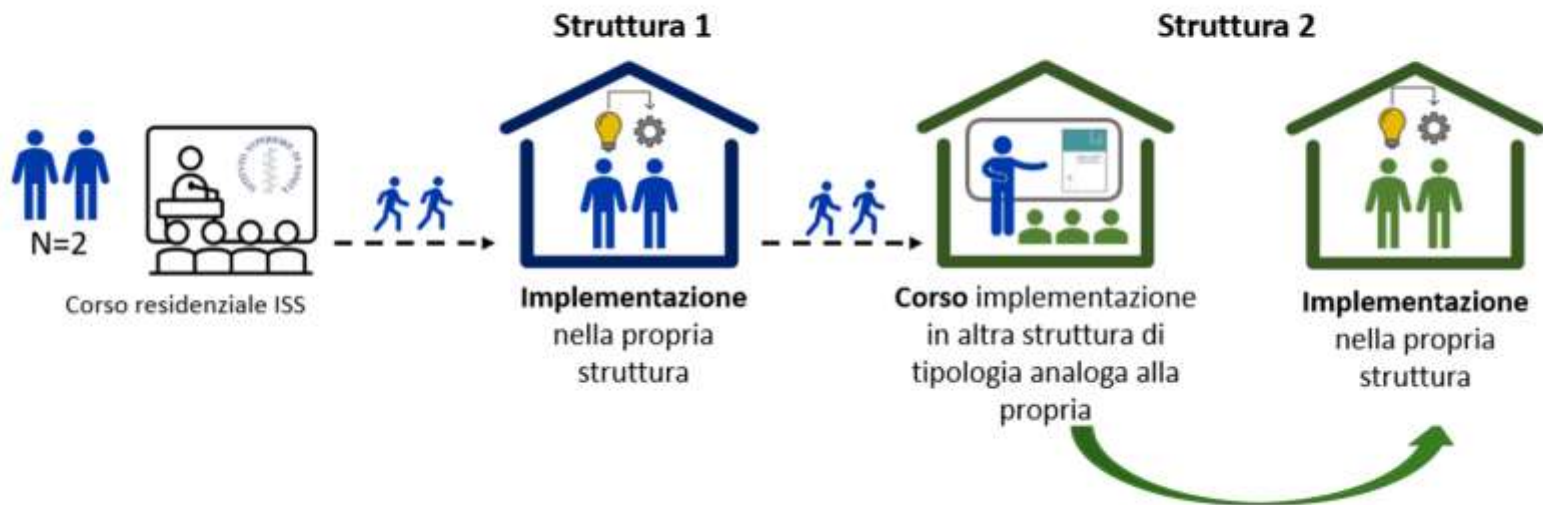 Struttura 1
Struttura 2
N=2
Corso residenziale ISS
Implementazione
nella propria
struttura
Corso implementazione
in altra struttura di
tipologia analoga alla
propria
Implementazione
nella propria
struttura